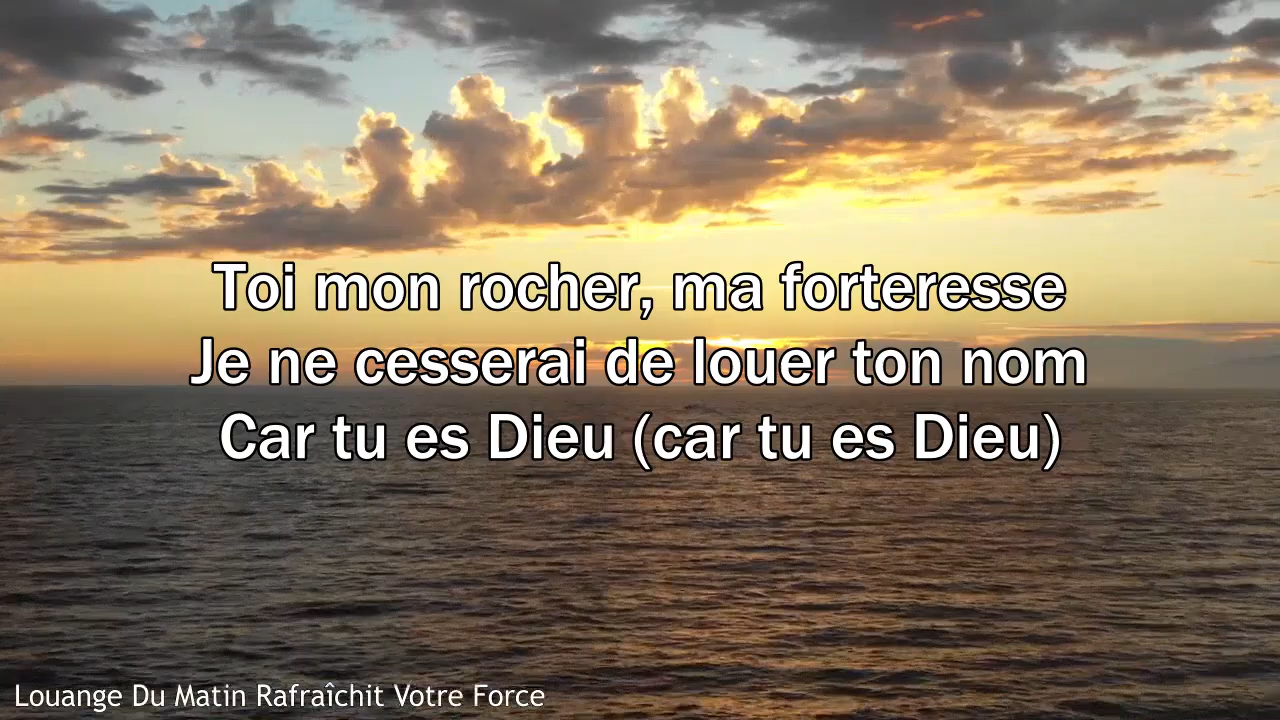 Toi mon rocher, ma forteresse
Je ne cesserai de louer ton nom
Car tu es Dieu (car tu es Dieu)
Louange Du Matin Rafraîchit Votre Force